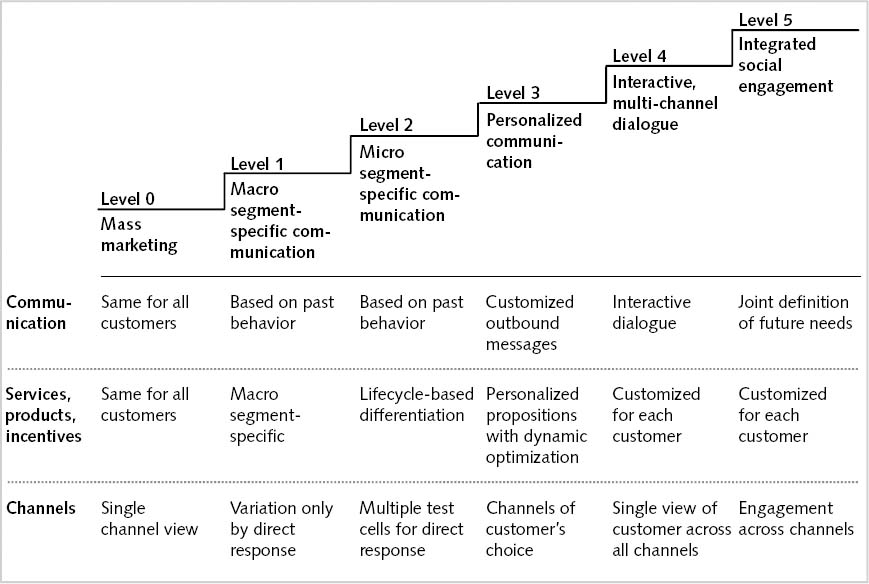 Level 0
Mass
marketing
Level 1
Macro
segment-
specific com-
munication
Level 2
Micro
segment-
specific com-
munication
Level 3
Personalized
communi-
cation
Level 4
Interactive,
multi-channel
dialogue
Level 5
Integrated
social
engagement
Commu-
nication
Same for all
customers
Based on past
behavior
Based on past
behavior
Customized
outbound
messages
Interactive
dialogue
Joint definition
of future needs
Services,
products,
incentives
Same for all
customers
Macro
segment-
specific
Lifecycle-based
differentiation
Personalized
propositions
with dynamic
optimization
Customized
for each
customer
Customized
for each
customer
Channels
Single
channel view
Variation only
by direct
response
Multiple test
cells for direct
response
Channels of
customer's
choice
Single view of
customer across
all channels
Engagement
across channels